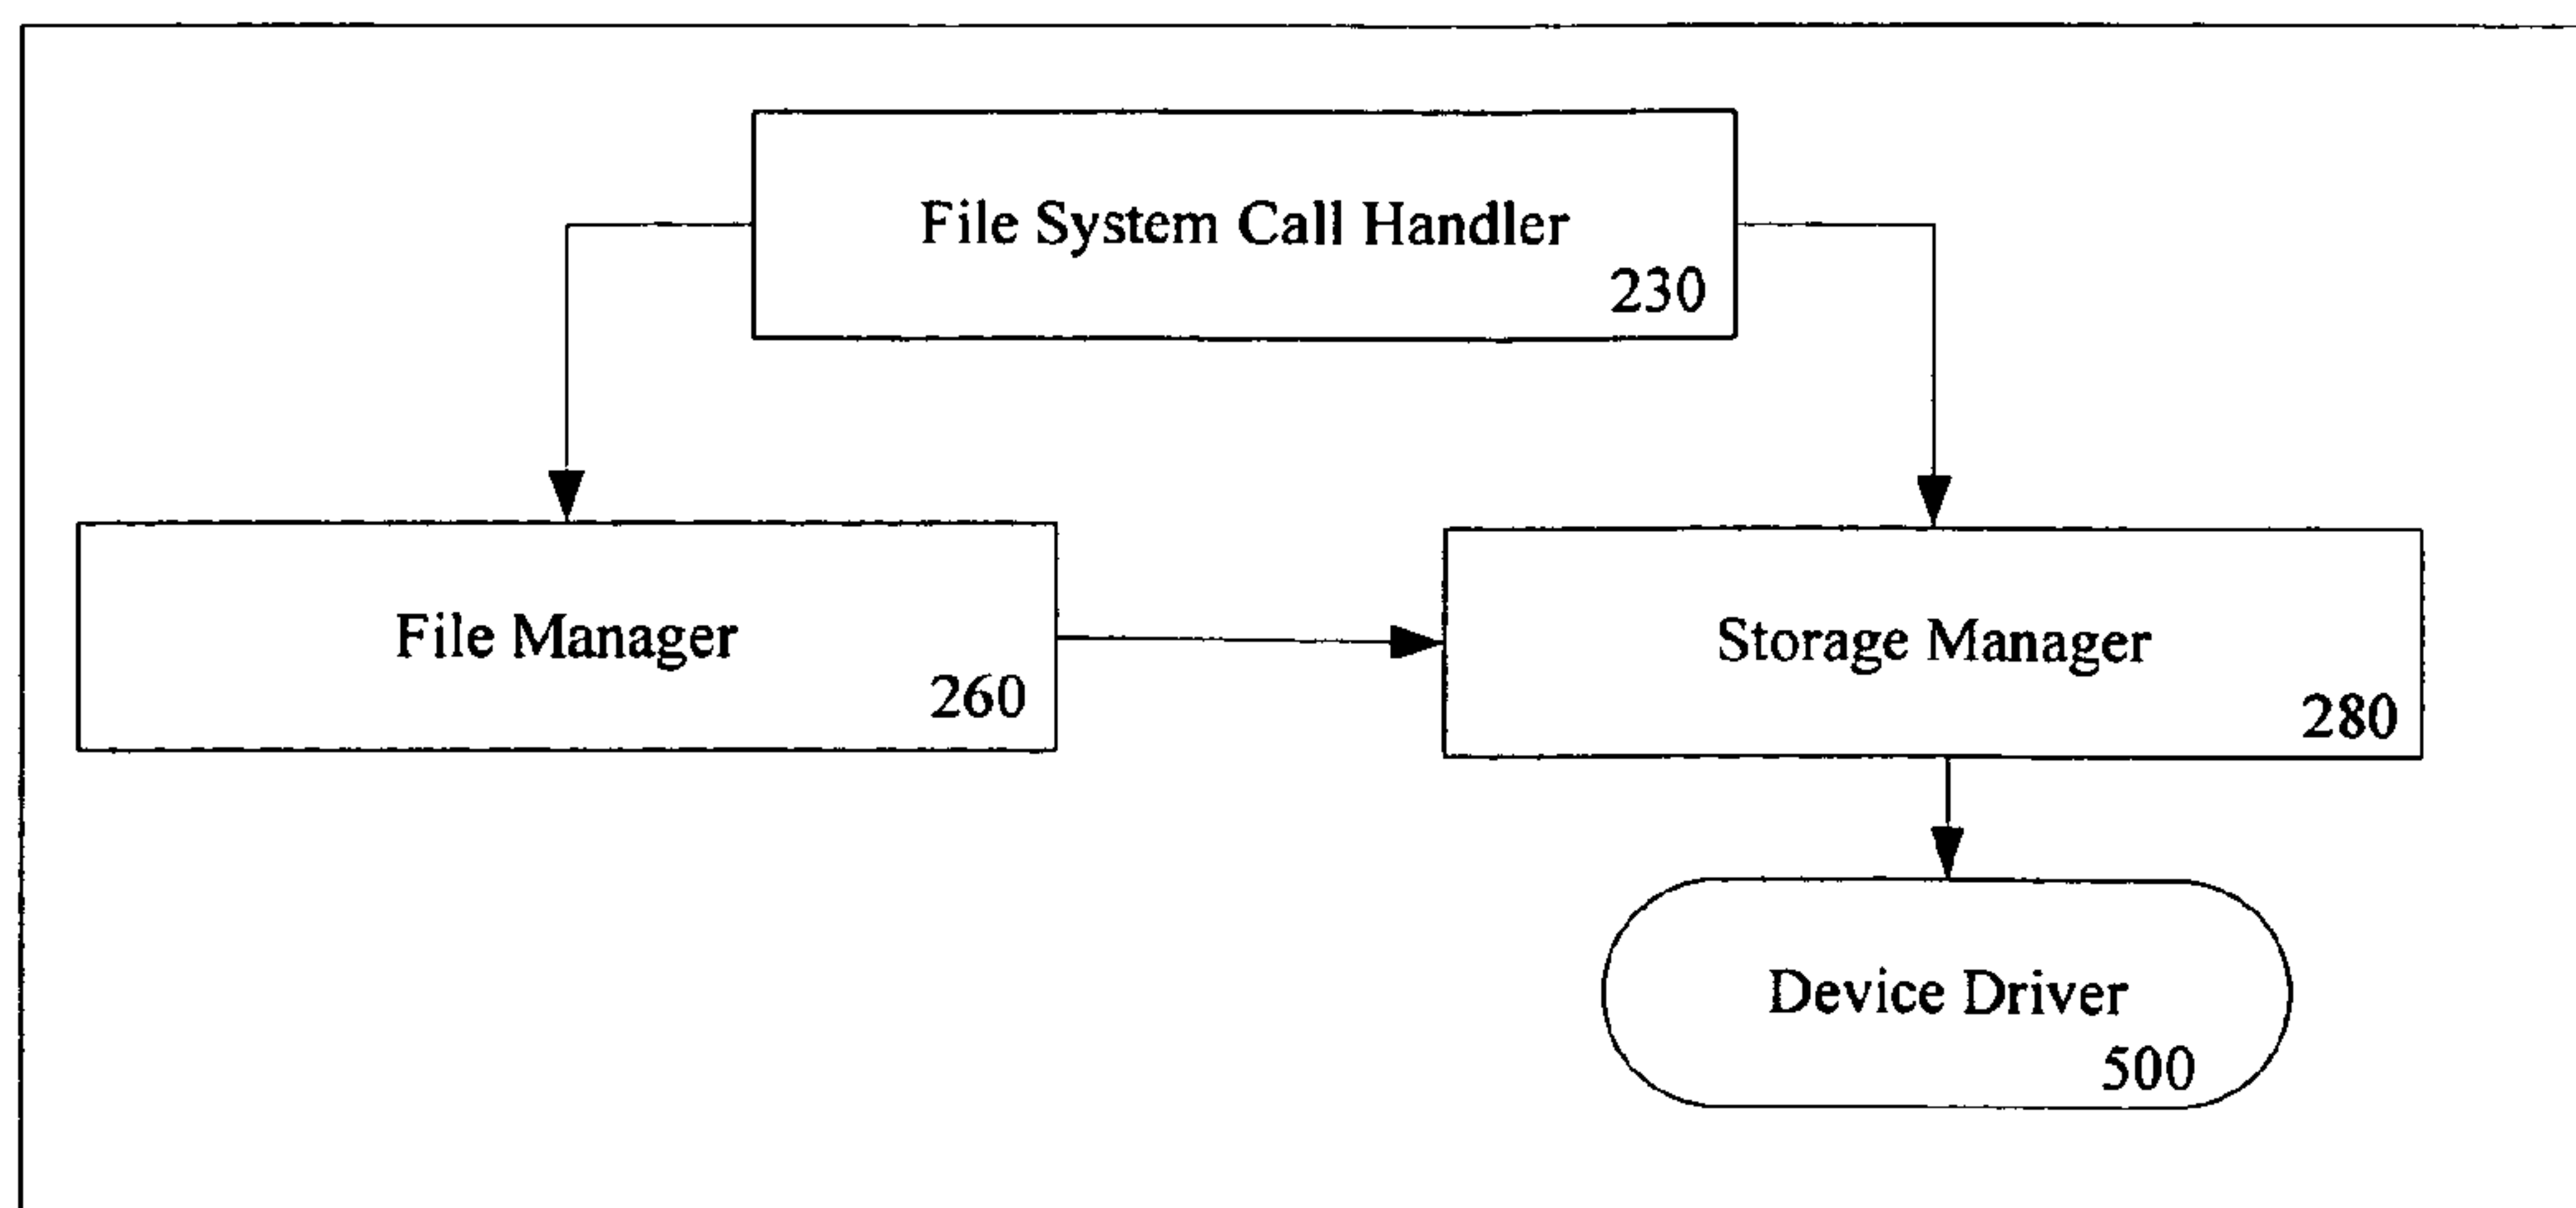 File System Call Handler
230
File Manager
260
Storage Manager
280
Device Driver
500